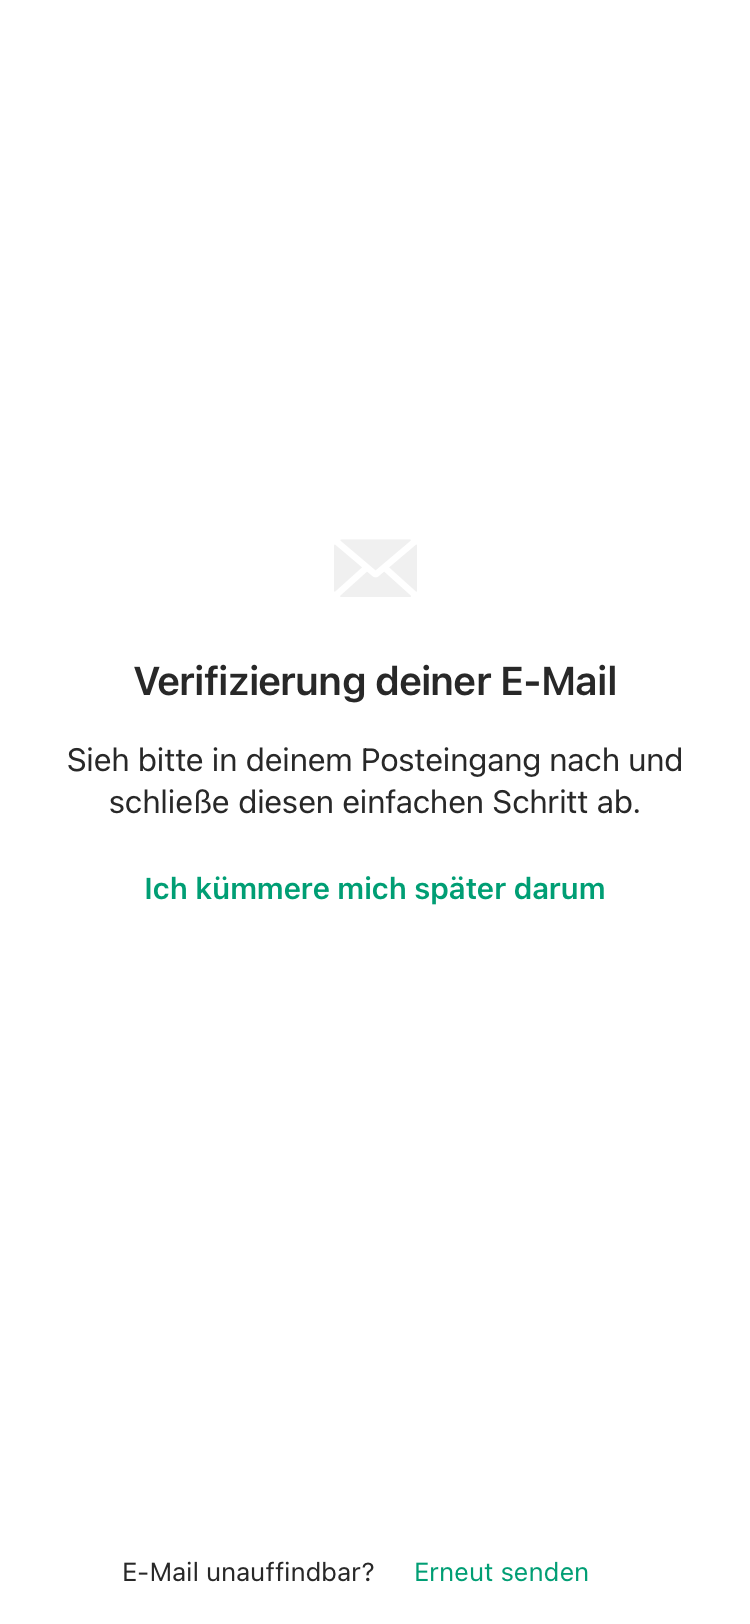 Verifizierung deiner E-Mail
Sieh bitte in deinem Posteingang nach und
schließe diesen einfachen Schritt ab.
Ich kümmere mich später darum
E-Mail unauffindbar? Erneut senden